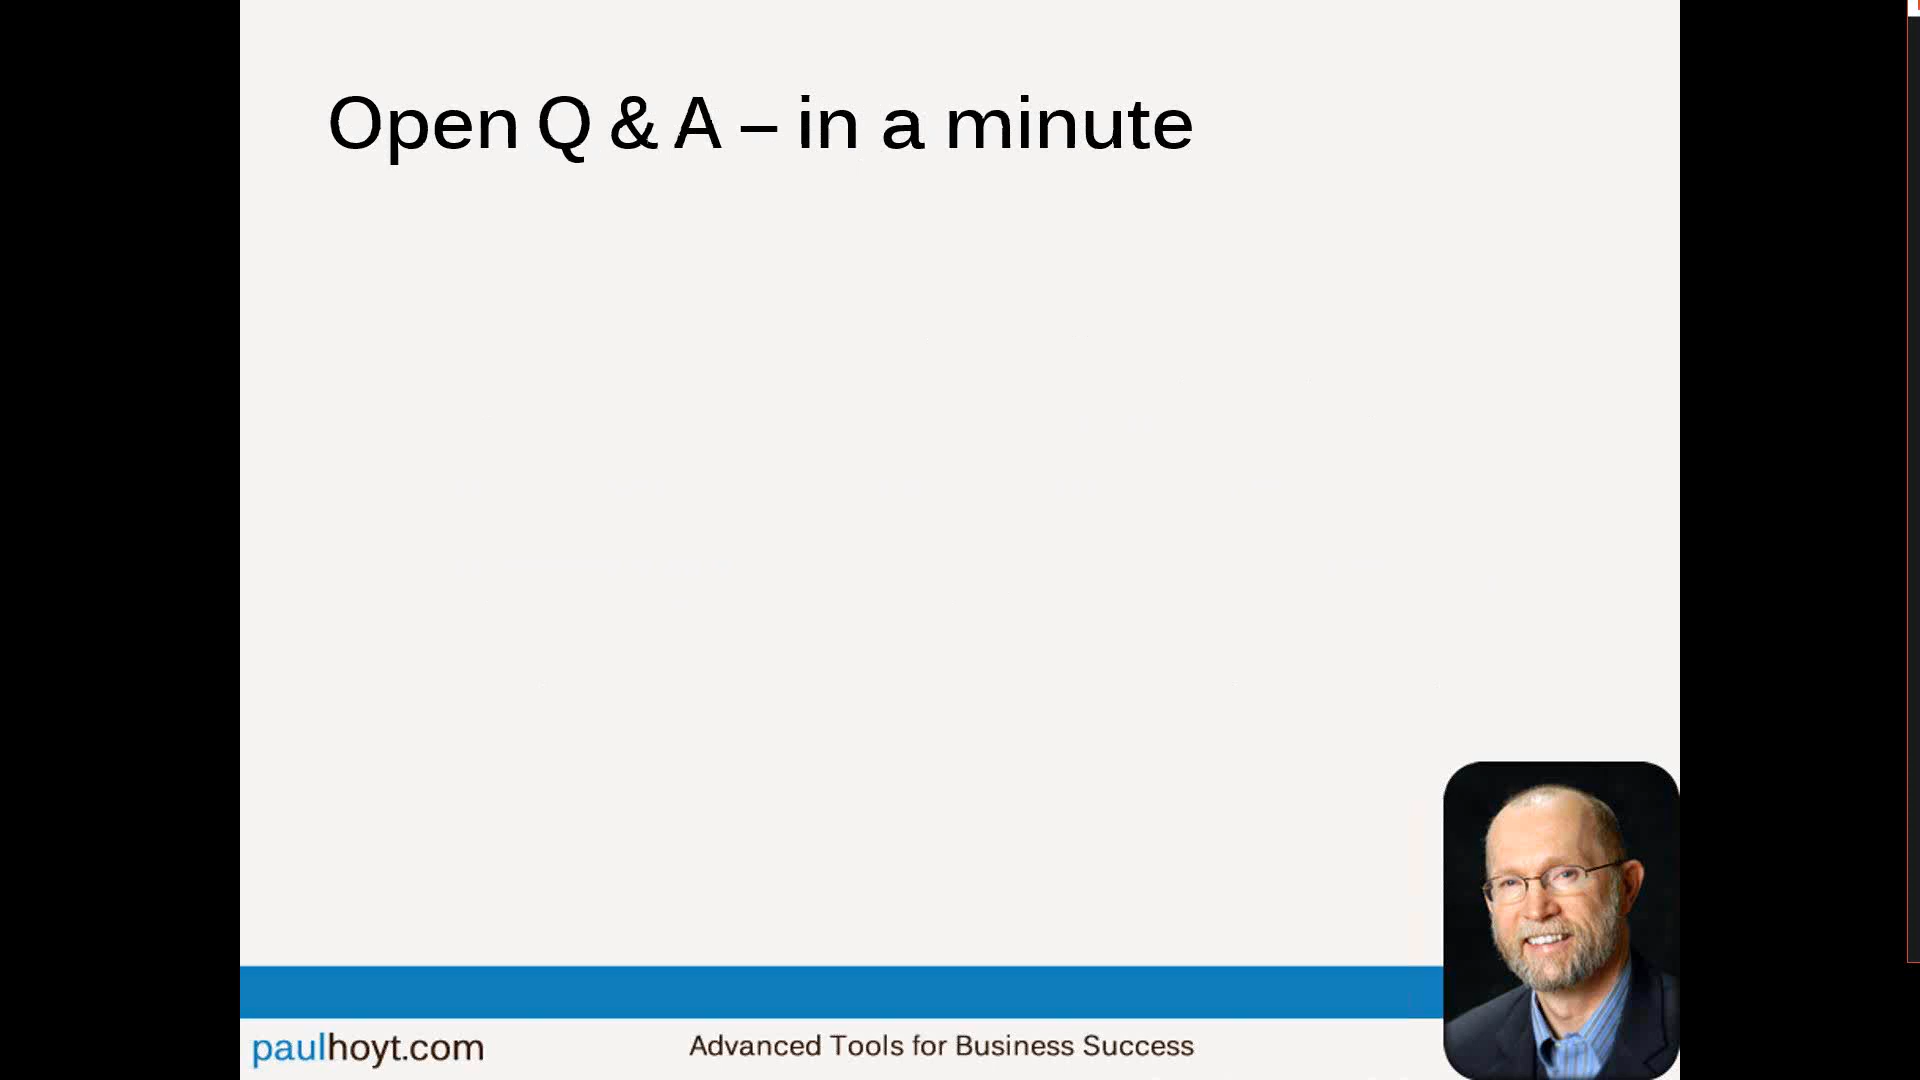 Open Q & A – in a minute
paulhoyt.com
Advanced Tools for Business Success